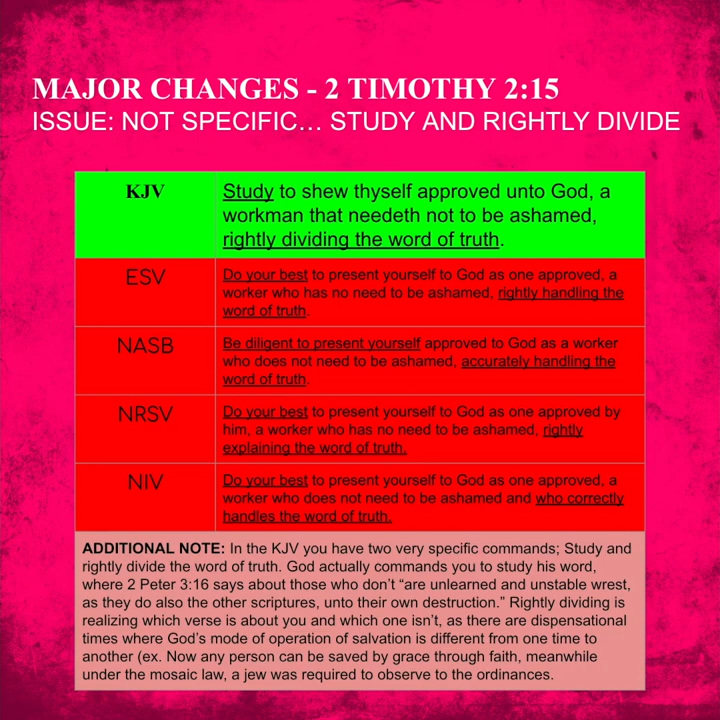 MAJOR CHANGES - 2 TIMOTHY 2:15
ISSUE: NOT SPECIFIC… STUDY AND RIGHTLY DIVIDE
KJV
Study to shew thyself approved unto God, a
workman that needeth not to be ashamed,
rightly dividing the word of truth.
ESV
Do your best to present yourself to God as one approved, a
worker who has no need to be ashamed, rightly handling the
word of truth.
NASB
Be diligent to present yourself approved to God as a worker
who does not need to be ashamed, accurately handling the
word of truth.
NRSV
Do your best to present yourself to God as one approved by
him, a worker who has no need to be ashamed, rightly
explaining the word of truth.
NIV
Do your best to present yourself to God as one approved, a
worker who does not need to be ashamed and who correctly
handles the word of truth.
ADDITIONAL NOTE: In the KJV you have two very specific commands; Study and
rightly divide the word of truth. God actually commands you to study his word,
where 2 Peter 3:16 says about those who don’t “are unlearned and unstable wrest,
as they do also the other scriptures, unto their own destruction.” Rightly dividing is
realizing which verse is about you and which one isn’t, as there are dispensational
times where God’s mode of operation of salvation is different from one time to
another (ex. Now any person can be saved by grace through faith, meanwhile
under the mosaic law, a jew was required to observe to the ordinances.